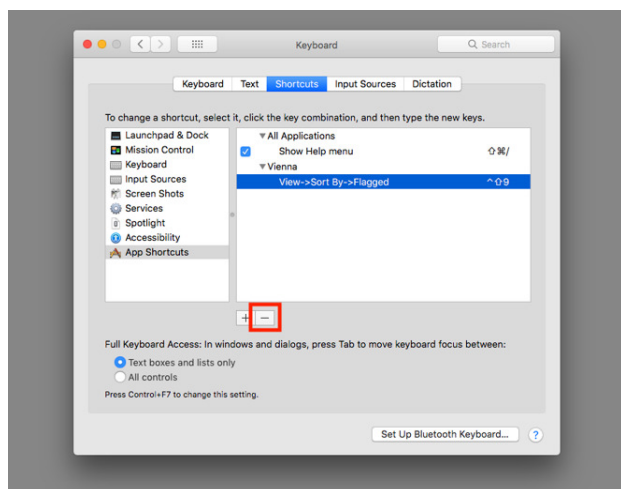 Keyboard
Search
Keyboard Text Shortcuts Input Sources Dictation
To change a shortcut, select it, click the key combination, and then type the new keys.
Launchpad & Dock
Mission Control
Keyboard
Input Sources
Screen Shots
Services
Spotlight
Accessibility
App Shortcuts
All Applications
Show Help menu ⇧⌘/
Vienna
View->Sort By->Flagged ^⇧9
+ −
Full Keyboard Access: In windows and dialogs, press Tab to move keyboard focus between:
Text boxes and lists only
All controls
Press Control+F7 to change this setting.
Set Up Bluetooth Keyboard... ?